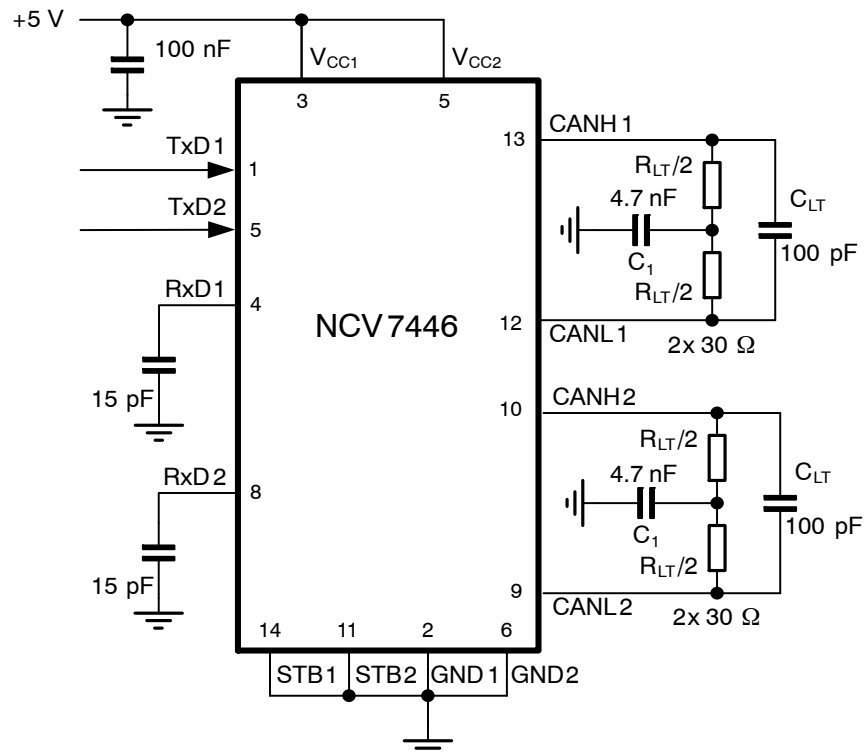 +5 V
100 nF
VCC1
VCC2
3
5
TxD1
1
TxD2
5
RxD1
4
15 pF
RxD2
8
15 pF
NCV7446
13
CANH1
RLT/2
4.7 nF
C1
RLT/2
CLT
100 pF
12
CANL1
2x 30 Ω
10
CANH2
RLT/2
4.7 nF
C1
RLT/2
CLT
100 pF
9
CANL2
2x 30 Ω
14
11
2
6
STB1
STB2
GND1
GND2